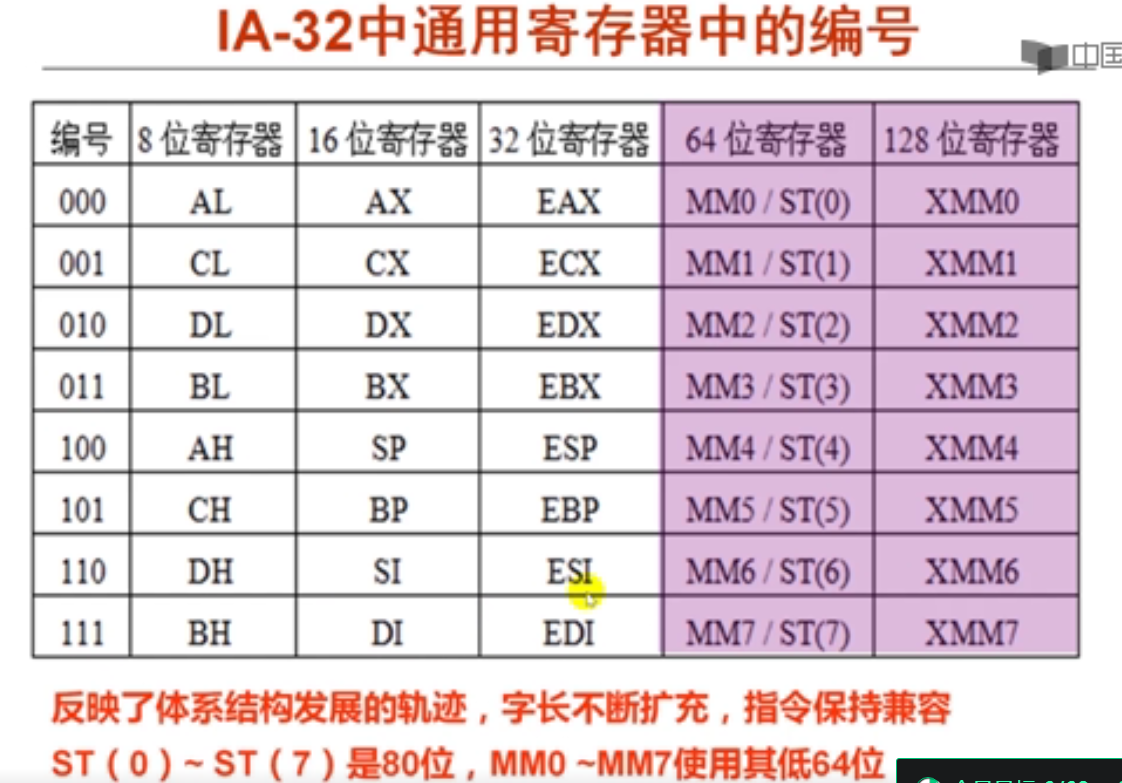 IA-32中通用寄存器中的编号
中国
编号 8 位寄存器 16 位寄存器 32 位寄存器 64 位寄存器 128 位寄存器
000 AL AX EAX MM0 / ST(0) XMM0
001 CL CX ECX MM1 / ST(1) XMM1
010 DL DX EDX MM2 / ST(2) XMM2
011 BL BX EBX MM3 / ST(3) XMM3
100 AH SP ESP MM4 / ST(4) XMM4
101 CH BP EBP MM5 / ST(5) XMM5
110 DH SI ESI MM6 / ST(6) XMM6
111 BH DI EDI MM7 / ST(7) XMM7
反映了体系结构发展的轨迹，字长不断扩充，指令保持兼容
ST（0）~ ST（7）是80位，MM0 ~MM7使用其低64位